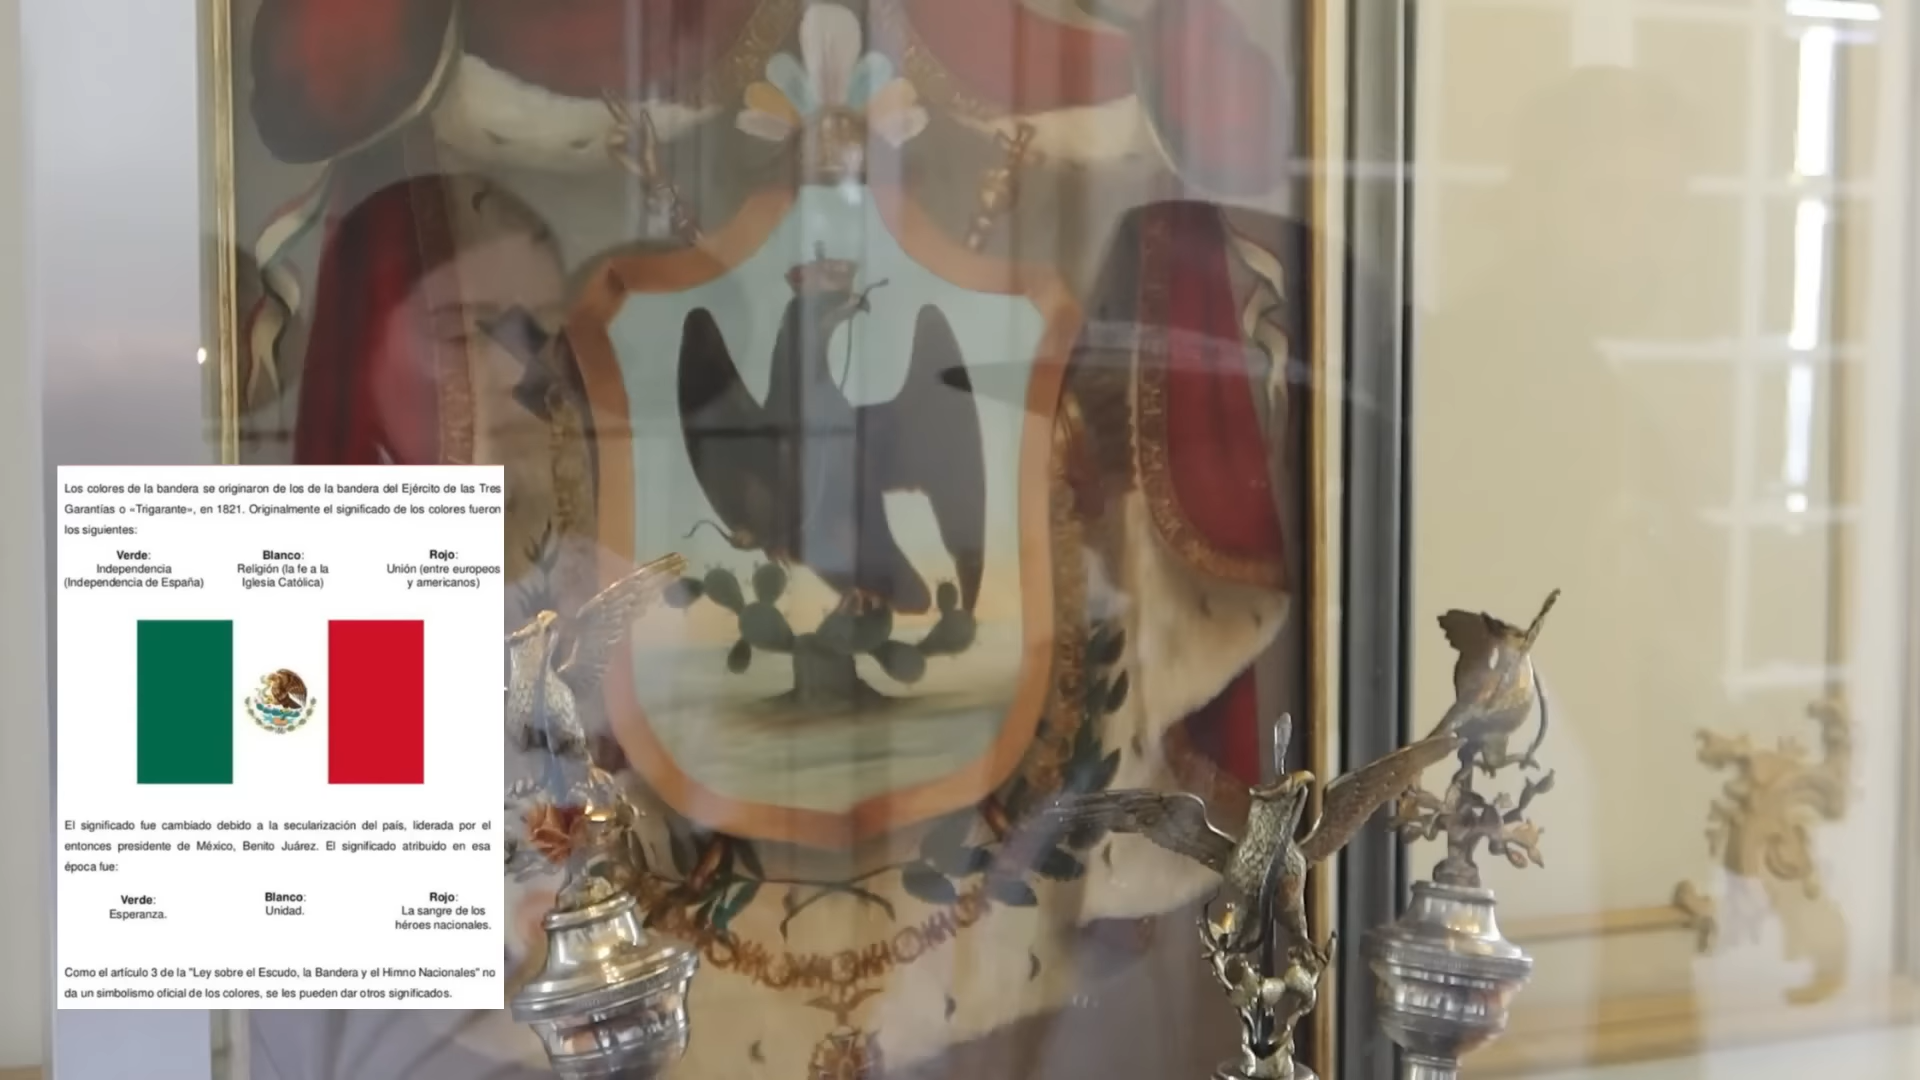 Los colores de la bandera se originaron de los de la bandera del Ejército de las Tres
Garantías o «Trigarante», en 1821. Originalmente el significado de los colores fueron
los siguientes:
Verde: Blanco: Rojo:
Independencia Religión (la fe a la Unión (entre europeos
(Independencia de España) Iglesia Católica) y americanos)
El significado fue cambiado debido a la secularización del país, liderada por el
entonces presidente de México, Benito Juárez. El significado atribuido en esa
época fue:
Verde: Blanco: Rojo:
Esperanza. Unidad. La sangre de los
héroes nacionales.
Como el artículo 3 de la "Ley sobre el Escudo, la Bandera y el Himno Nacionales" no
da un simbolismo oficial de los colores, se les pueden dar otros significados.